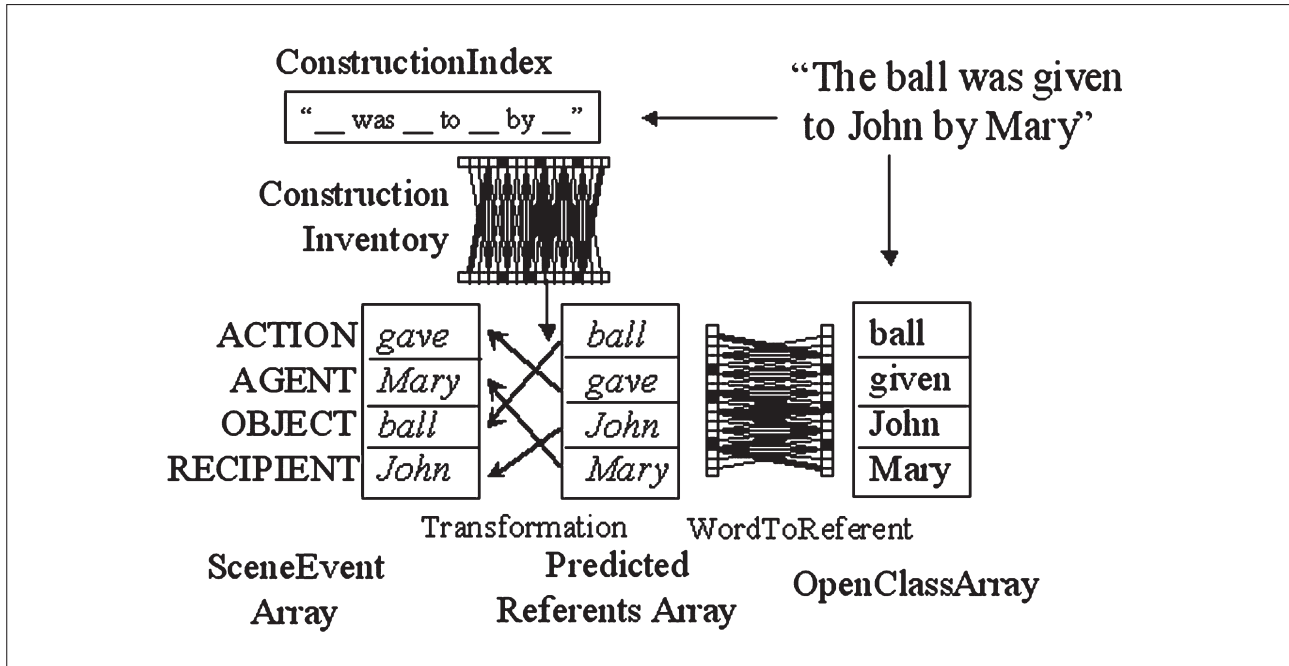 ConstructionIndex
“__ was __ to __ by __”
“The ball was given
to John by Mary”
Construction
Inventory
ACTION
AGENT
OBJECT
RECIPIENT
gave
Mary
ball
John
ball
gave
John
Mary
ball
given
John
Mary
Transformation
WordToReferent
SceneEvent
Array
Predicted
Referents Array
OpenClassArray